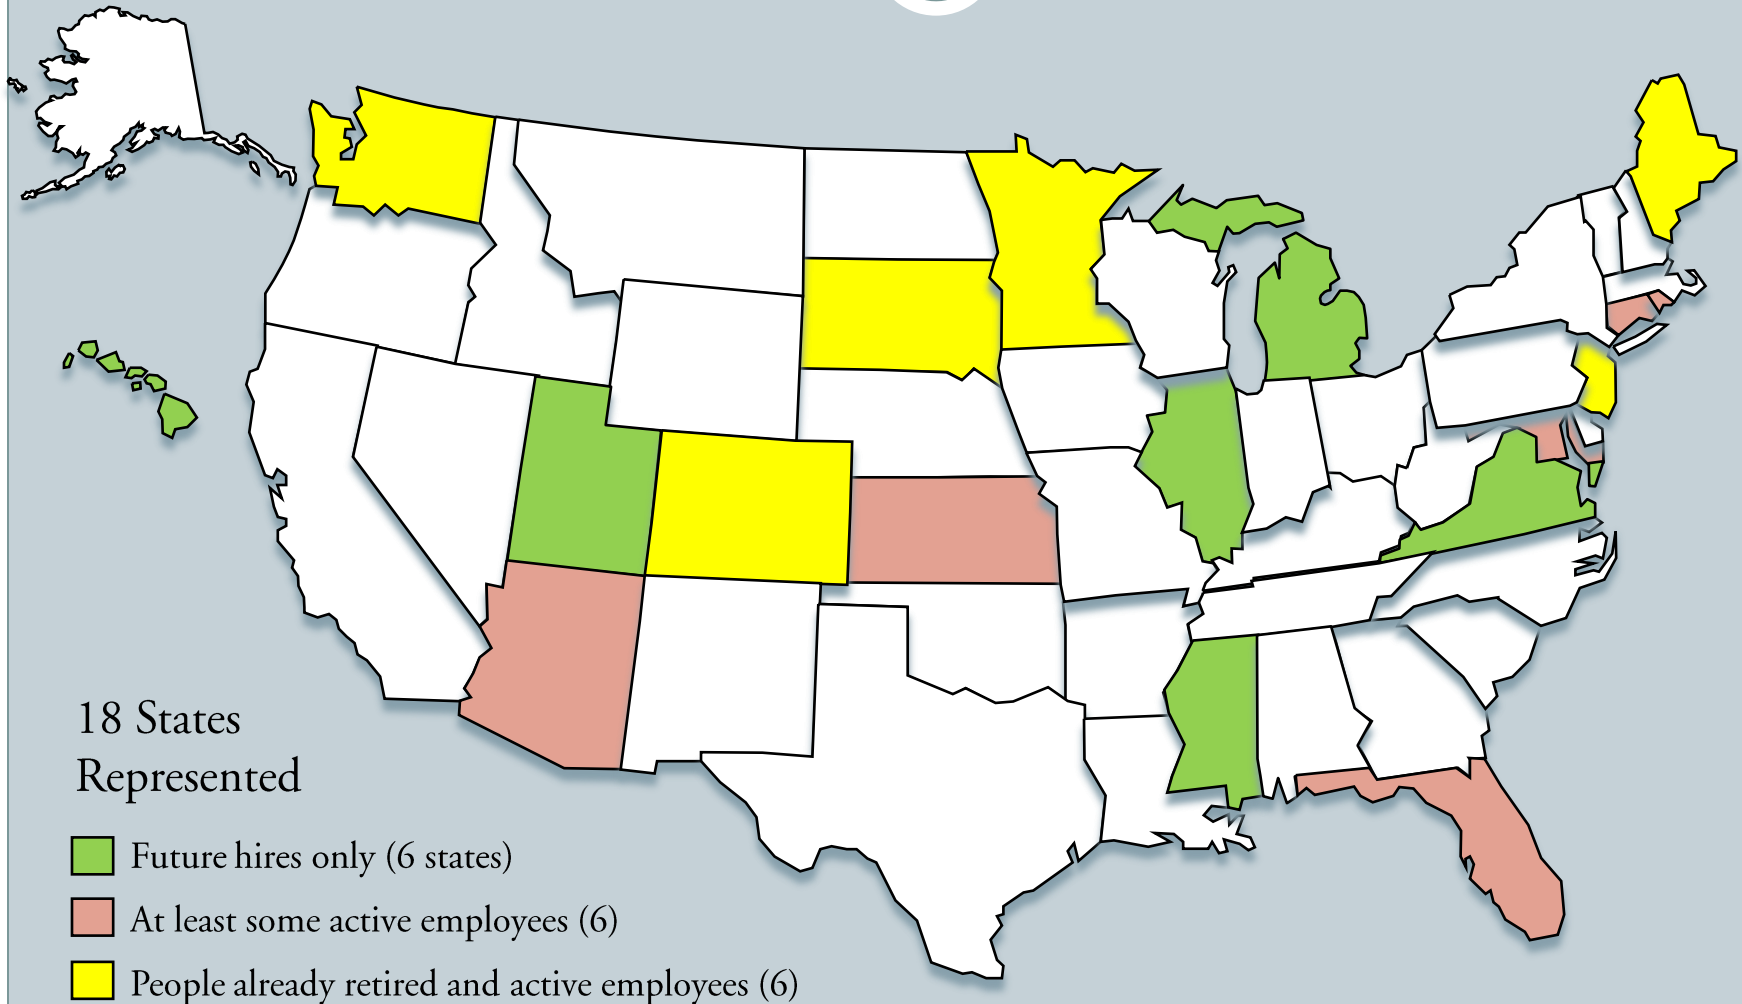 18 States
Represented
Future hires only (6 states)
At least some active employees (6)
People already retired and active employees (6)